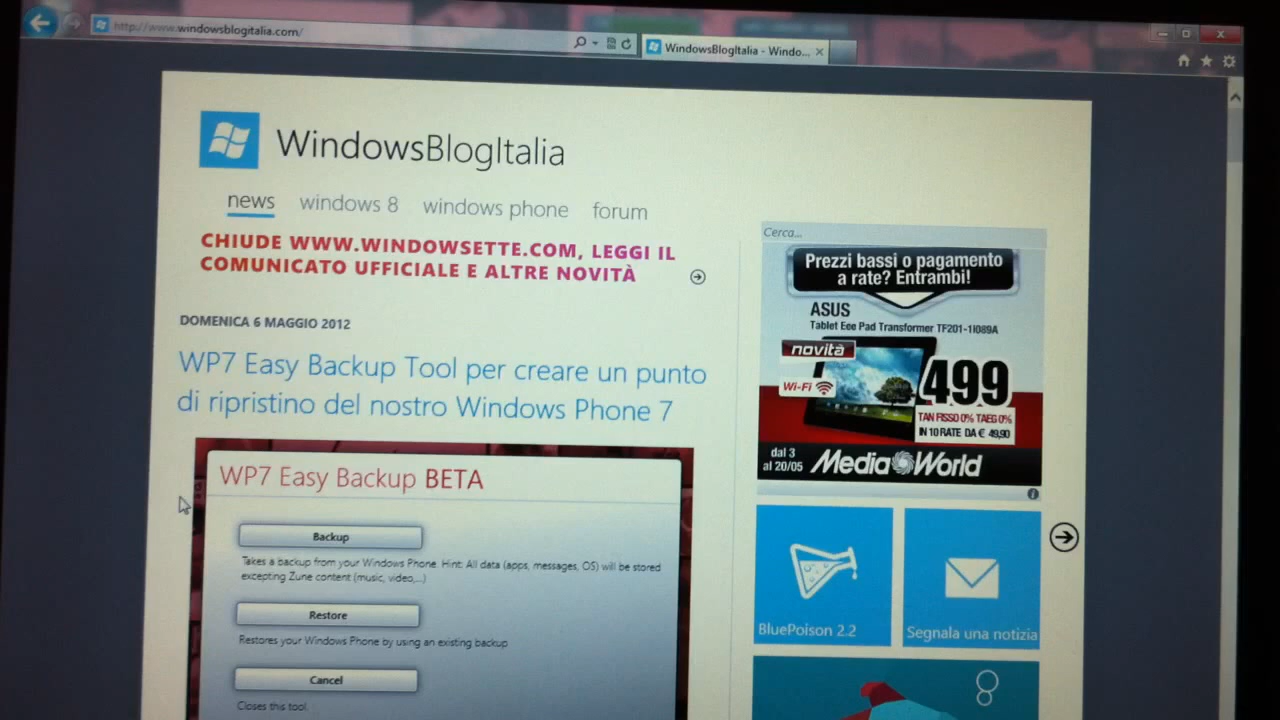 http://www.windowsblogitalia.com/
WindowsBlogItalia - Windo...
WindowsBlogItalia
news windows 8 windows phone forum
CHIUDE WWW.WINDOWSETTE.COM, LEGGI IL
COMUNICATO UFFICIALE E ALTRE NOVITÀ
DOMENICA 6 MAGGIO 2012
WP7 Easy Backup Tool per creare un punto
di ripristino del nostro Windows Phone 7
WP7 Easy Backup BETA
Backup
Takes a backup from your Windows Phone. Hint: All data (apps, messages, OS) will be stored
excepting Zune content (music, video,...)
Restore
Restores your Windows Phone by using an existing backup
Cancel
Closes this tool.
Cerca...
Prezzi bassi o pagamento
a rate? Entrambi!
ASUS
Tablet Eee Pad Transformer TF201-1I089A
novità
Wi-Fi
499
TAN FISSO 0% TAEG 0%
IN 10 RATE DA € 49,90
dal 3
al 20/05
Media World
BluePoison 2.2
Segnala una notizia